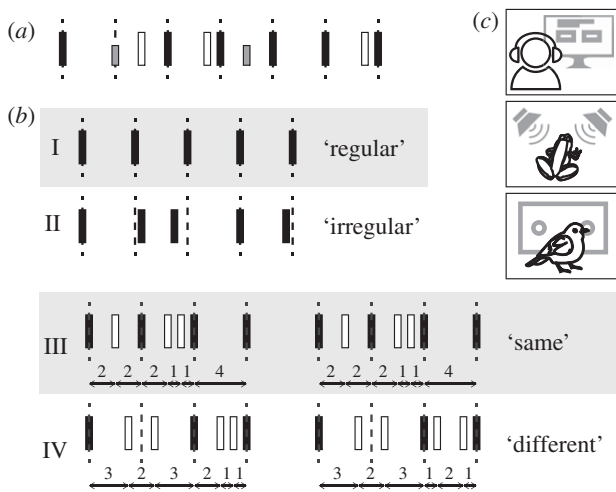 (a)
(c)
(b)
I 'regular'
II 'irregular'
III 'same'
2 2 2 1 1 4 2 2 2 1 1 4
IV 'different'
3 2 3 2 1 1 3 2 3 1 2 1